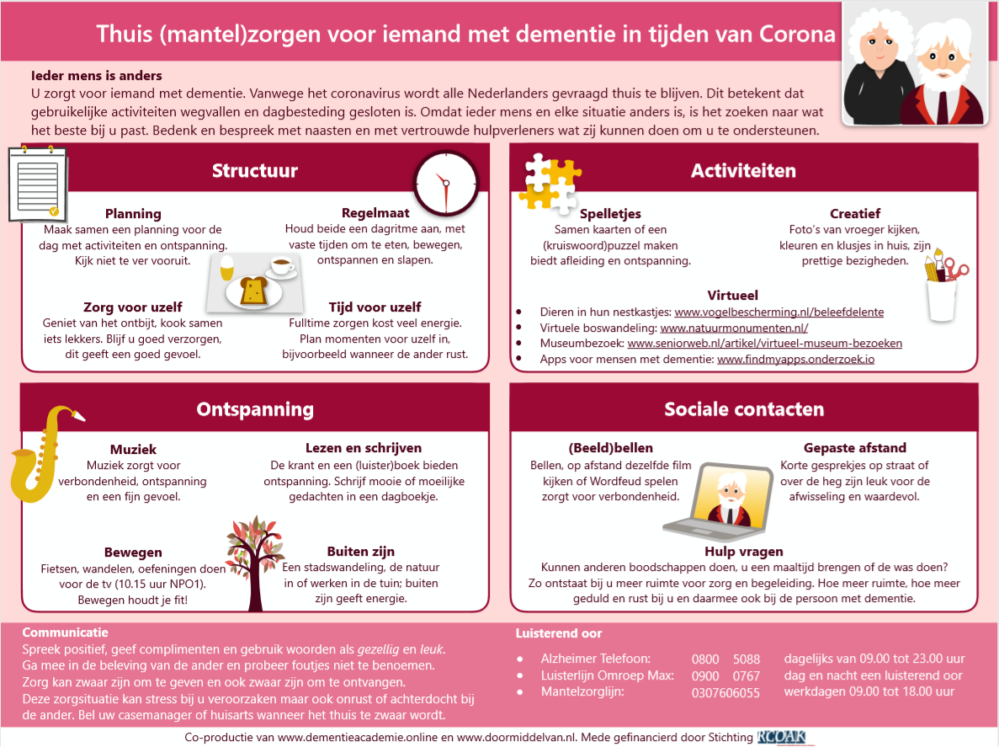 Thuis (mantel)zorgen voor iemand met dementie in tijden van Corona
Ieder mens is anders
U zorgt voor iemand met dementie. Vanwege het coronavirus wordt alle Nederlanders gevraagd thuis te blijven. Dit betekent dat
gebruikelijke activiteiten wegvallen en dagbesteding gesloten is. Omdat ieder mens en elke situatie anders is, is het zoeken naar wat
het beste bij u past. Bedenk en bespreek met naasten en met vertrouwde hulpverleners wat zij kunnen doen om u te ondersteunen.
Structuur
Planning
Maak samen een planning voor de
dag met activiteiten en ontspanning.
Kijk niet te ver vooruit.
Regelmaat
Houd beide een dagritme aan, met
vaste tijden om te eten, bewegen,
ontspannen en slapen.
Zorg voor uzelf
Geniet van het ontbijt, kook samen
iets lekkers. Blijf u goed verzorgen,
dit geeft een goed gevoel.
Tijd voor uzelf
Fulltime zorgen kost veel energie.
Plan momenten voor uzelf in,
bijvoorbeeld wanneer de ander rust.
Activiteiten
Spelletjes
Samen kaarten of een
(kruiswoord)puzzel maken
biedt afleiding en ontspanning.
Creatief
Foto's van vroeger kijken,
kleuren en klusjes in huis, zijn
prettige bezigheden.
Virtueel
• Dieren in hun nestkastjes: www.vogelbescherming.nl/beleefdelente
• Virtuele boswandeling: www.natuurmonumenten.nl/
• Museumbezoek: www.seniorweb.nl/artikel/virtueel-museum-bezoeken
• Apps voor mensen met dementie: www.findmyapps.onderzoek.io
Ontspanning
Muziek
Muziek zorgt voor
verbondenheid, ontspanning
en een fijn gevoel.
Lezen en schrijven
De krant en een (luister)boek bieden
ontspanning. Schrijf mooie of moeilijke
gedachten in een dagboekje.
Bewegen
Fietsen, wandelen, oefeningen doen
voor de tv (10.15 uur NPO1).
Bewegen houdt je fit!
Buiten zijn
Een stadswandeling, de natuur
in of werken in de tuin; buiten
zijn geeft energie.
Sociale contacten
(Beeld)bellen
Bellen, op afstand dezelfde film
kijken of Wordfeud spelen
zorgt voor verbondenheid.
Gepaste afstand
Korte gesprekjes op straat of
over de heg zijn leuk voor de
afwisseling en waardevol.
Hulp vragen
Kunnen anderen boodschappen doen, u een maaltijd brengen of de was doen?
Zo ontstaat bij u meer ruimte voor zorg en begeleiding. Hoe meer ruimte, hoe meer
geduld en rust bij u en daarmee ook bij de persoon met dementie.
Communicatie
Spreek positief, geef complimenten en gebruik woorden als gezellig en leuk.
Ga mee in de beleving van de ander en probeer foutjes niet te benoemen.
Zorg kan zwaar zijn om te geven en ook zwaar zijn om te ontvangen.
Deze zorgsituatie kan stress bij u veroorzaken maar ook onrust of achterdocht bij
de ander. Bel uw casemanager of huisarts wanneer het thuis te zwaar wordt.
Luisterend oor
• Alzheimer Telefoon: 0800 5088 dagelijks van 09.00 tot 23.00 uur
• Luisterlijn Omroep Max: 0900 0767 dag en nacht een luisterend oor
• Mantelzorglijn: 0307606055 werkdagen 09.00 tot 18.00 uur
Co-productie van www.dementieacademie.online en www.doormiddelvan.nl. Mede gefinancierd door Stichting RCOAK